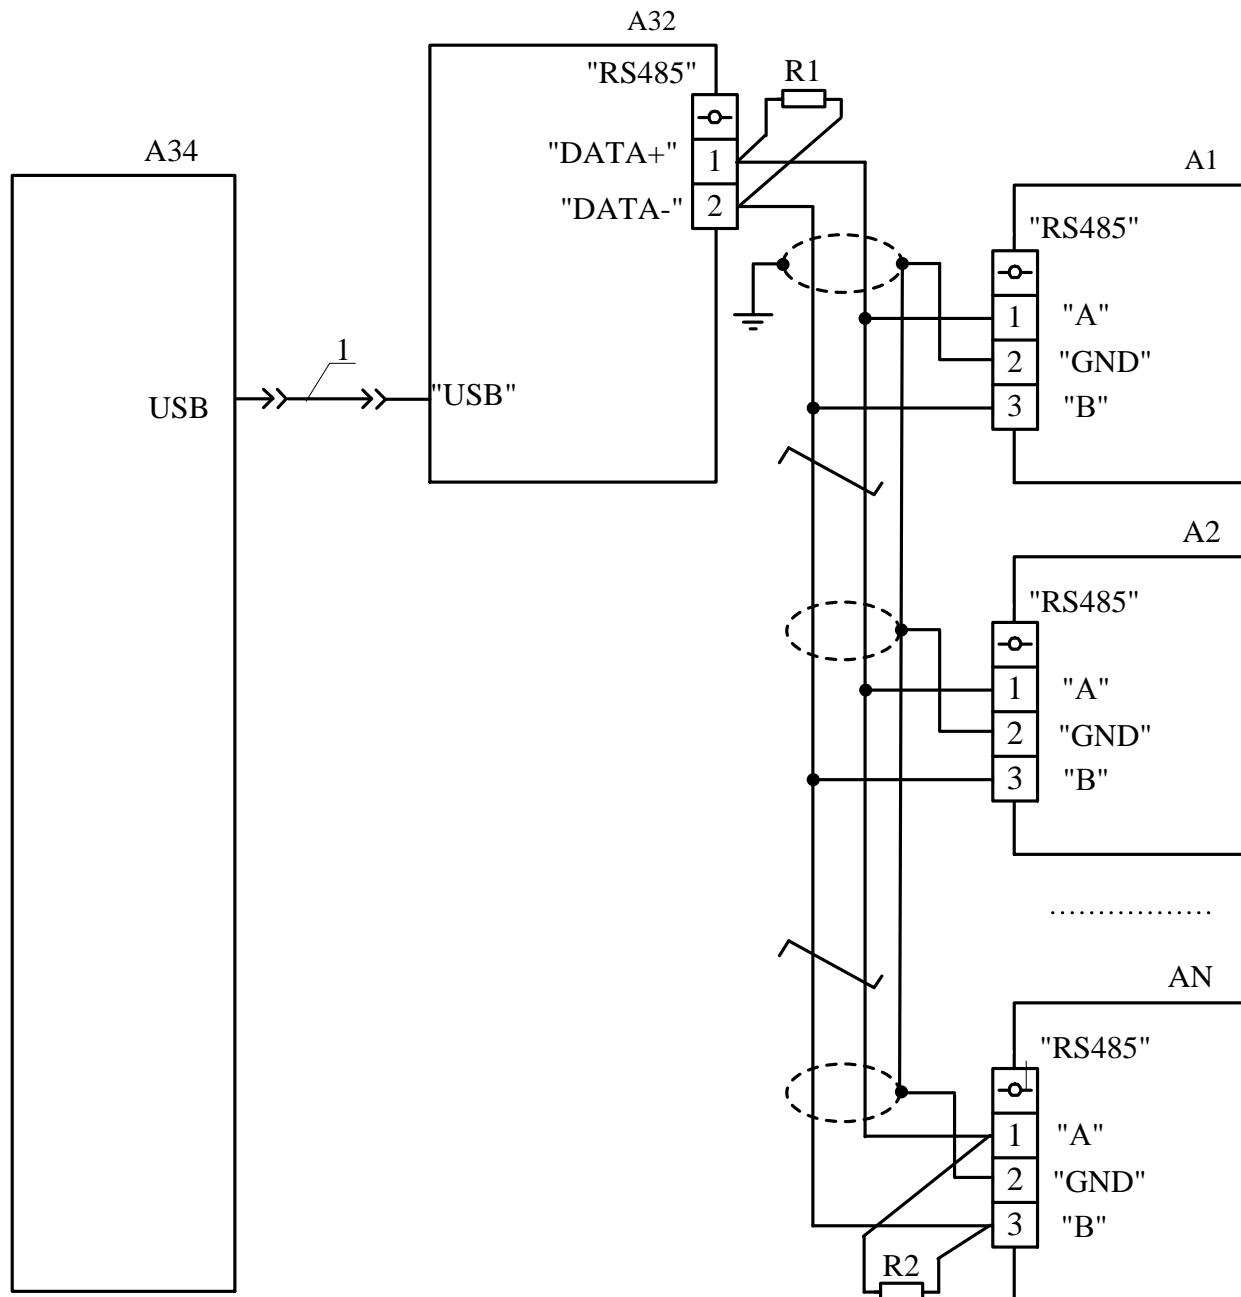 A32
"RS485"
R1
"DATA+"
1
A34
A1
"DATA-"
2
"RS485"
1
"A"
1
2
"GND"
USB
"USB"
3
"B"
A2
"RS485"
1
"A"
2
"GND"
3
"B"
.................
AN
"RS485"
1
"A"
2
"GND"
3
"B"
R2